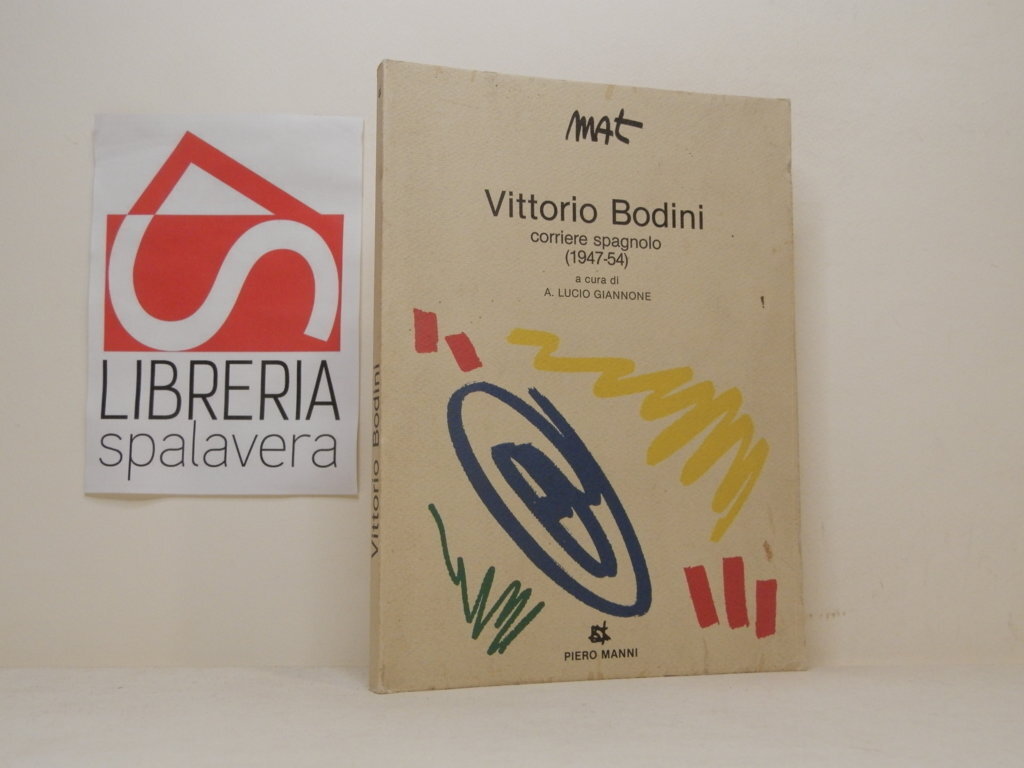 LIBRERIA
spalavera
Vittorio Bodini
MAt
Vittorio Bodini
corriere spagnolo
(1947-54)
a cura di
A. LUCIO GIANNONE
PIERO MANNI